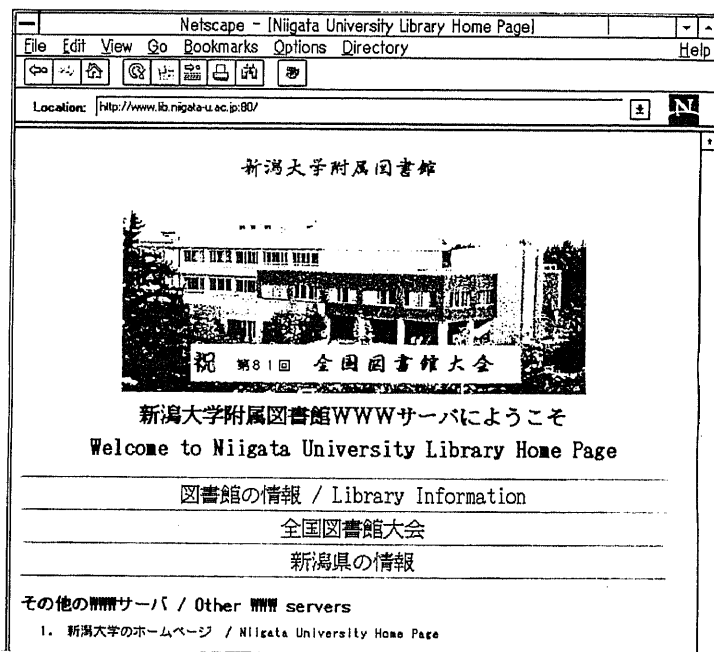 Netscape - [Niigata University Library Home Page]
File Edit View Go Bookmarks Options Directory Help
Location: http://www.lib.niigata-u.ac.jp:80/
N
新潟大学附属図書館
祝 第81回 全国図書館大会
新潟大学附属図書館WWWサーバにようこそ
Welcome to Niigata University Library Home Page
図書館の情報 / Library Information
全国図書館大会
新潟県の情報
その他のWWWサーバ / Other WWW servers
1. 新潟大学のホームページ / Niigata University Home Page